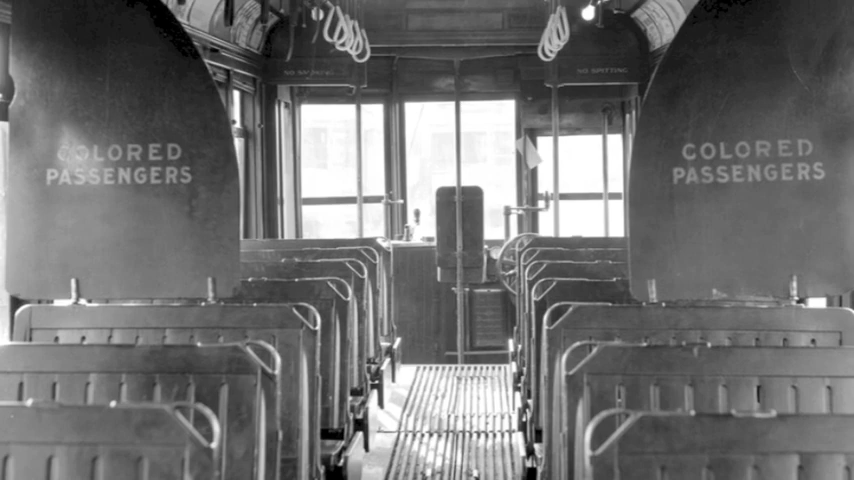 NO SPITTING
NO SPITTING
COLORED
PASSENGERS
COLORED
PASSENGERS